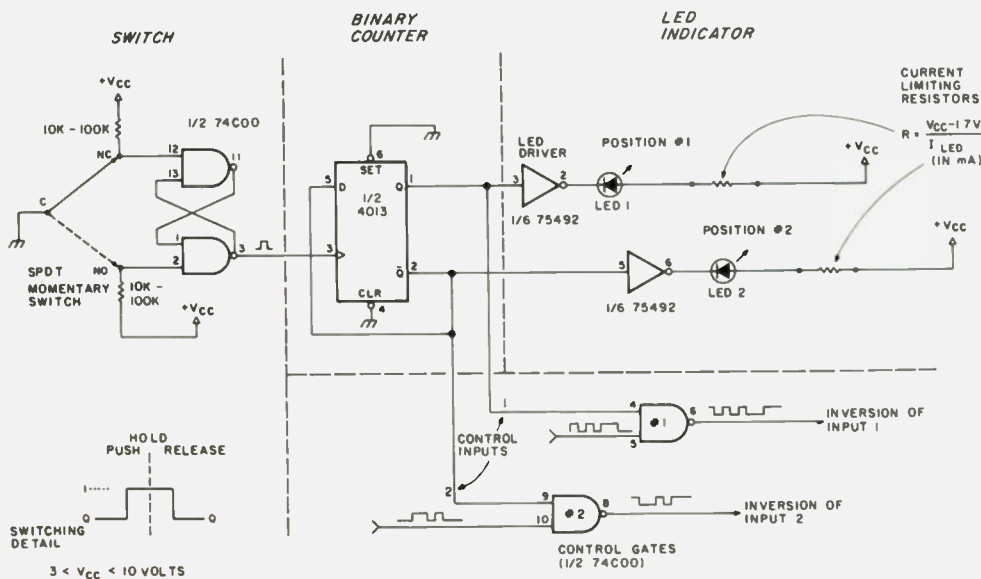 SWITCH
BINARY
COUNTER
LED
INDICATOR
+VCC
10K - 100K
NC
1/2 74C00
12
13
11
C
1
2
3
NO
SPDT
MOMENTARY
SWITCH
10K -
100K
+VCC
6
SET
5
D
Q
1
1/2
4013
3
Q̅
2
CLR
4
LED
DRIVER
3
2
1/6 75492
POSITION #1
LED 1
+VCC
CURRENT
LIMITING
RESISTORS
R = VCC-1.7V
I LED
(IN mA)
5
6
1/6 75492
POSITION #2
LED 2
+VCC
1
CONTROL
INPUTS
2
4
5
#1
6
INVERSION OF
INPUT 1
9
10
#2
8
INVERSION OF
INPUT 2
CONTROL GATES
(1/2 74C00)
HOLD
PUSH
RELEASE
1
0
0
SWITCHING
DETAIL
3 < VCC < 10 VOLTS